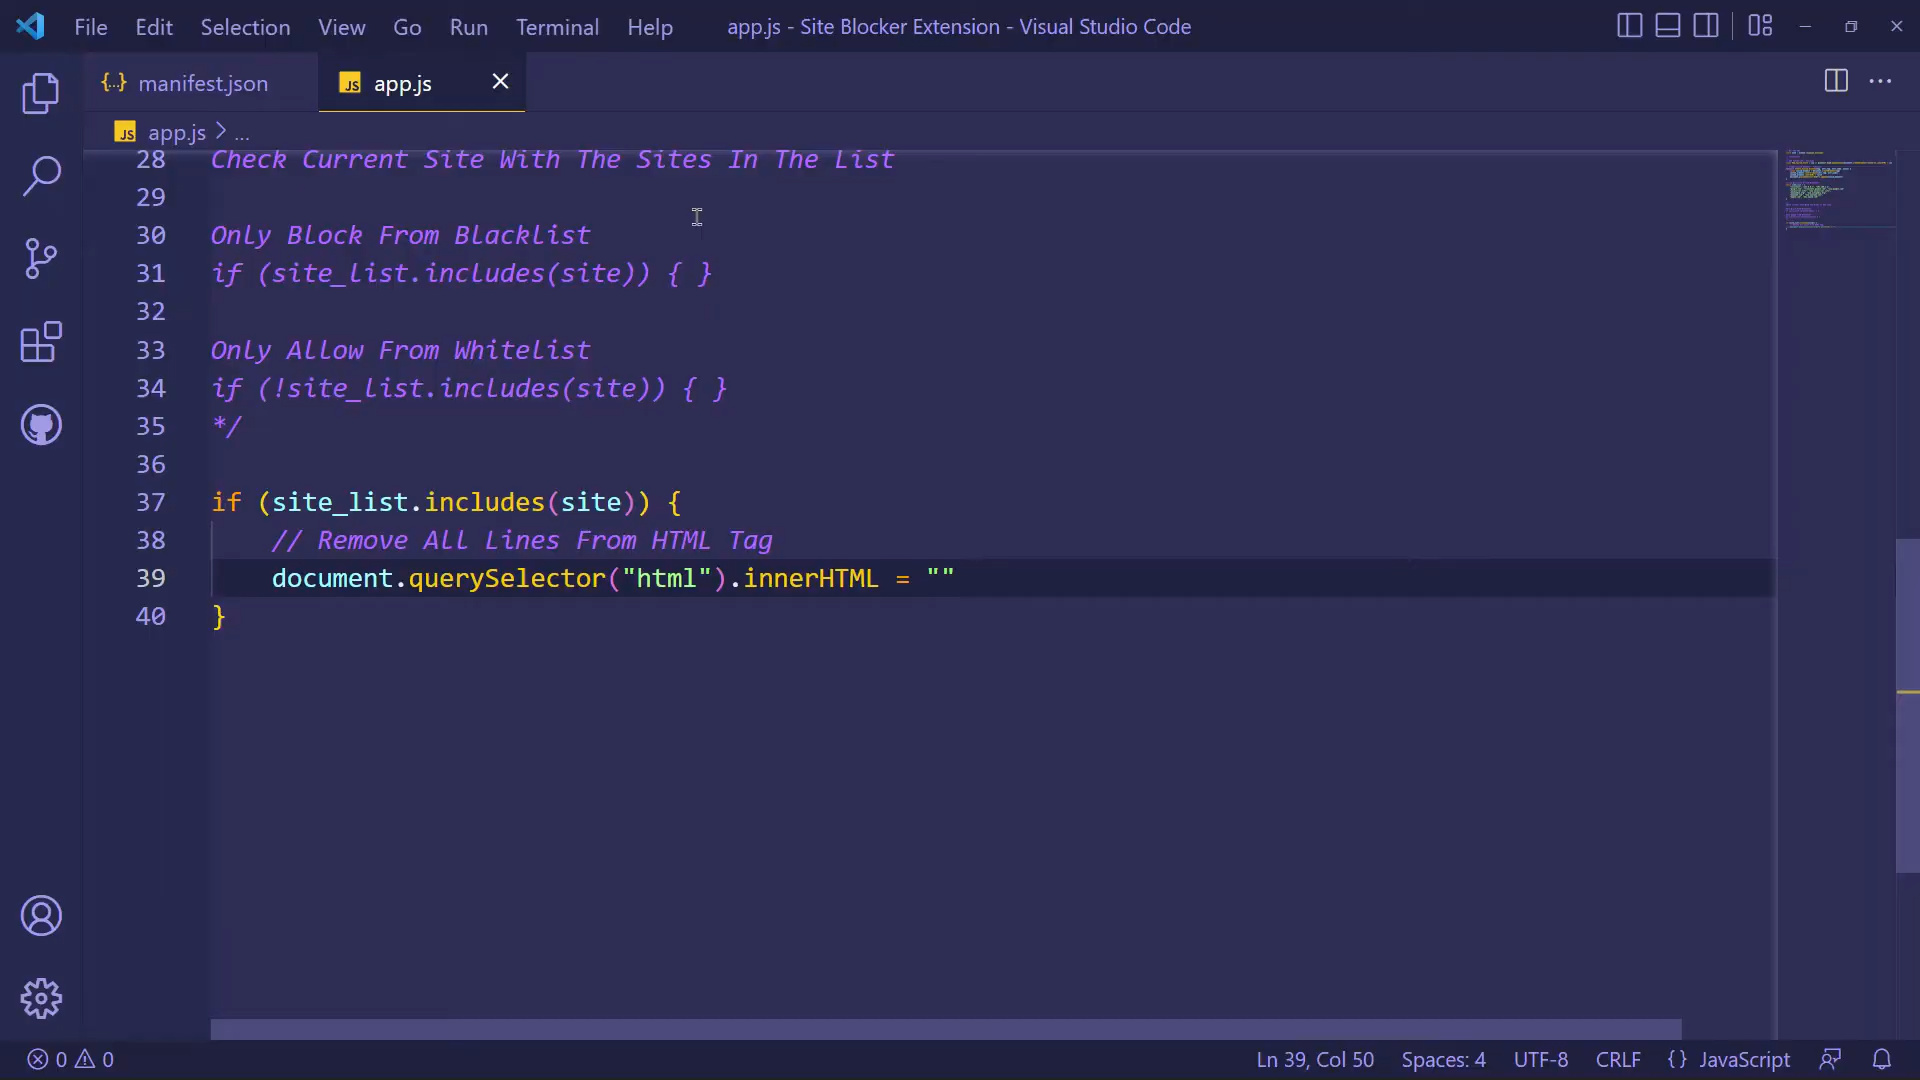 File Edit Selection View Go Run Terminal Help app.js - Site Blocker Extension - Visual Studio Code
{..} manifest.json JS app.js
JS app.js > ...
28 Check Current Site With The Sites In The List
29
30 Only Block From Blacklist
31 if (site_list.includes(site)) { }
32
33 Only Allow From Whitelist
34 if (!site_list.includes(site)) { }
35 */
36
37 if (site_list.includes(site)) {
38 // Remove All Lines From HTML Tag
39 document.querySelector("html").innerHTML = ""
40 }
0 0 Ln 39, Col 50 Spaces: 4 UTF-8 CRLF {} JavaScript